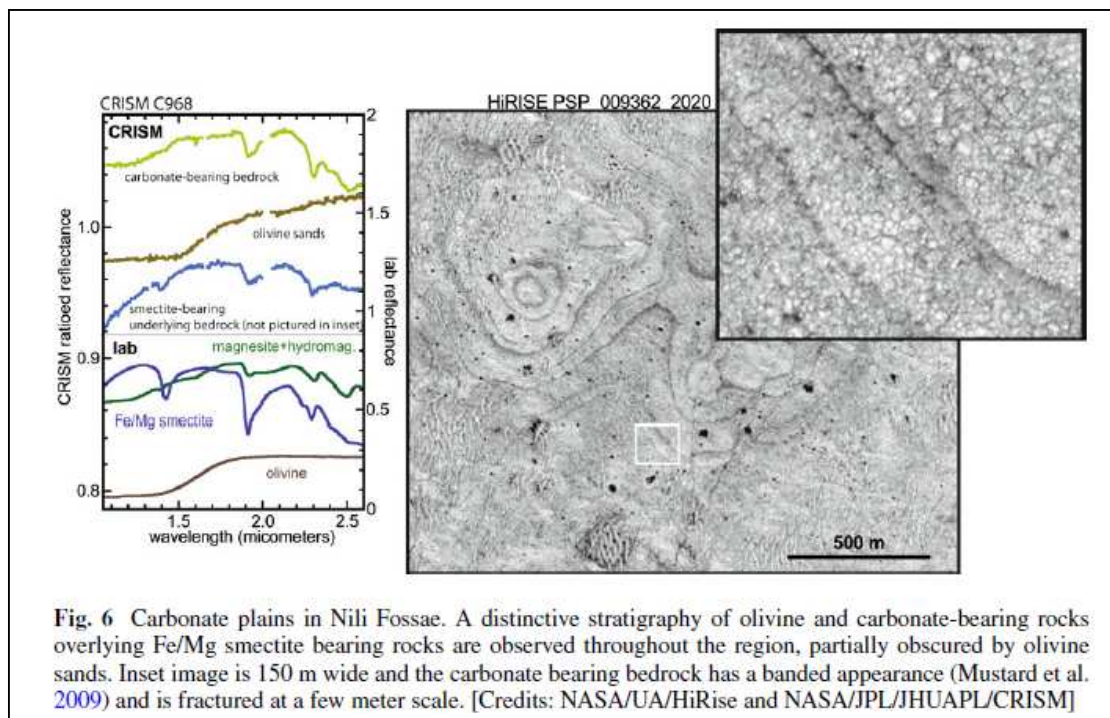 CRISM C968
CRISM
carbonate-bearing bedrock
olivine sands
smectite-bearing
underlying bedrock (not pictured in inset)
lab
magnesite+hydromag.
Fe/Mg smectite
olivine
CRISM ratioed reflectance
1.0
0.9
0.8
lab reflectance
2
1.5
1
0.5
0
1.5 2.0 2.5
wavelength (micometers)
HiRISE PSP_009362_2020
500 m
Fig. 6 Carbonate plains in Nili Fossae. A distinctive stratigraphy of olivine and carbonate-bearing rocks
overlying Fe/Mg smectite bearing rocks are observed throughout the region, partially obscured by olivine
sands. Inset image is 150 m wide and the carbonate bearing bedrock has a banded appearance (Mustard et al.
2009) and is fractured at a few meter scale. [Credits: NASA/UA/HiRise and NASA/JPL/JHUAPL/CRISM]